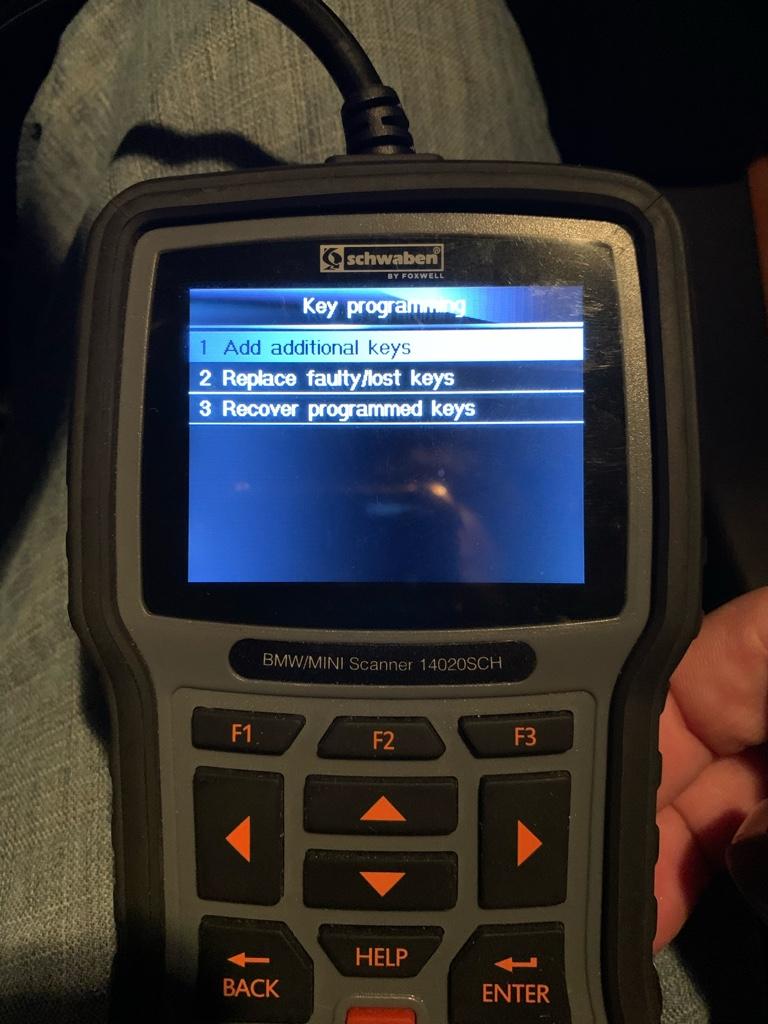 schwaben®
BY FOXWELL
Key programming
1 Add additional keys
2 Replace faulty/lost keys
3 Recover programmed keys
BMW/MINI Scanner 14020SCH
F1 F2 F3
HELP
BACK ENTER